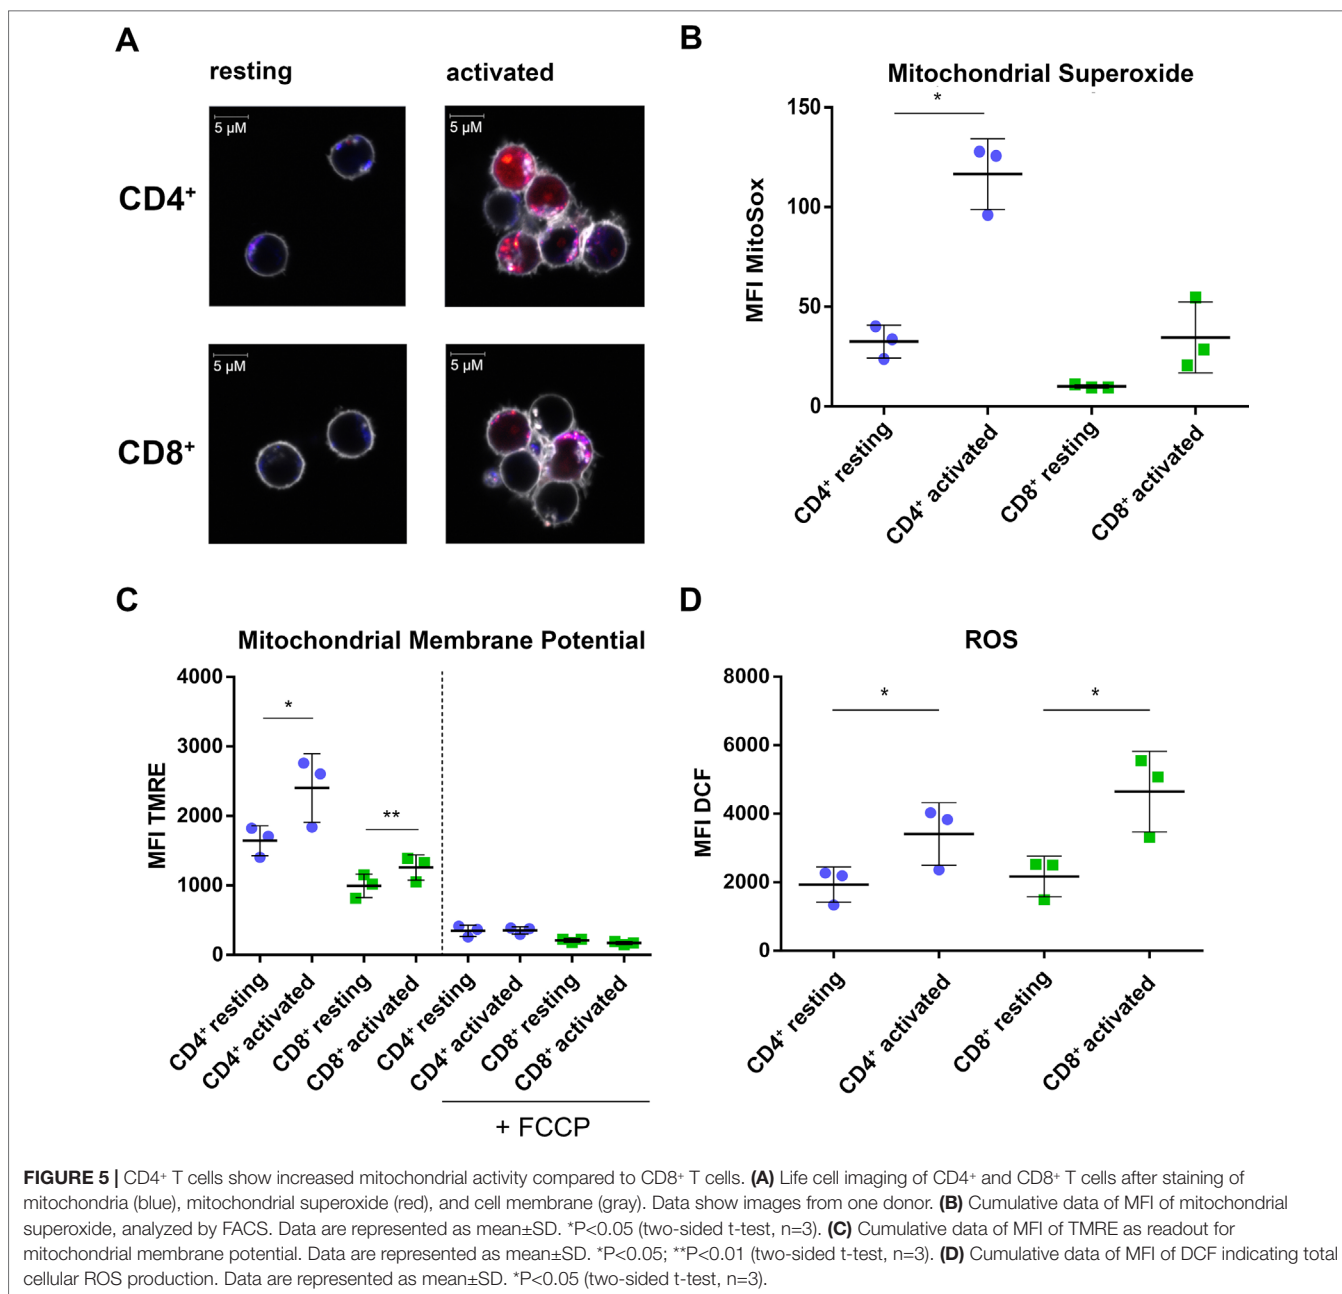 A
resting
activated
CD4+
CD8+
5 µM
5 µM
5 µM
5 µM
B
Mitochondrial Superoxide
MFI MitoSox
150
100
50
0
*
CD4+ resting
CD4+ activated
CD8+ resting
CD8+ activated
C
Mitochondrial Membrane Potential
MFI TMRE
4000
3000
2000
1000
0
*
**
CD4+ resting
CD4+ activated
CD8+ resting
CD8+ activated
CD4+ resting
CD4+ activated
CD8+ resting
CD8+ activated
+ FCCP
D
ROS
MFI DCF
8000
6000
4000
2000
0
*
*
CD4+ resting
CD4+ activated
CD8+ resting
CD8+ activated
FIGURE 5 | CD4+ T cells show increased mitochondrial activity compared to CD8+ T cells. (A) Life cell imaging of CD4+ and CD8+ T cells after staining of
mitochondria (blue), mitochondrial superoxide (red), and cell membrane (gray). Data show images from one donor. (B) Cumulative data of MFI of mitochondrial
superoxide, analyzed by FACS. Data are represented as mean±SD. *P<0.05 (two-sided t-test, n=3). (C) Cumulative data of MFI of TMRE as readout for
mitochondrial membrane potential. Data are represented as mean±SD. *P<0.05; **P<0.01 (two-sided t-test, n=3). (D) Cumulative data of MFI of DCF indicating total
cellular ROS production. Data are represented as mean±SD. *P<0.05 (two-sided t-test, n=3).